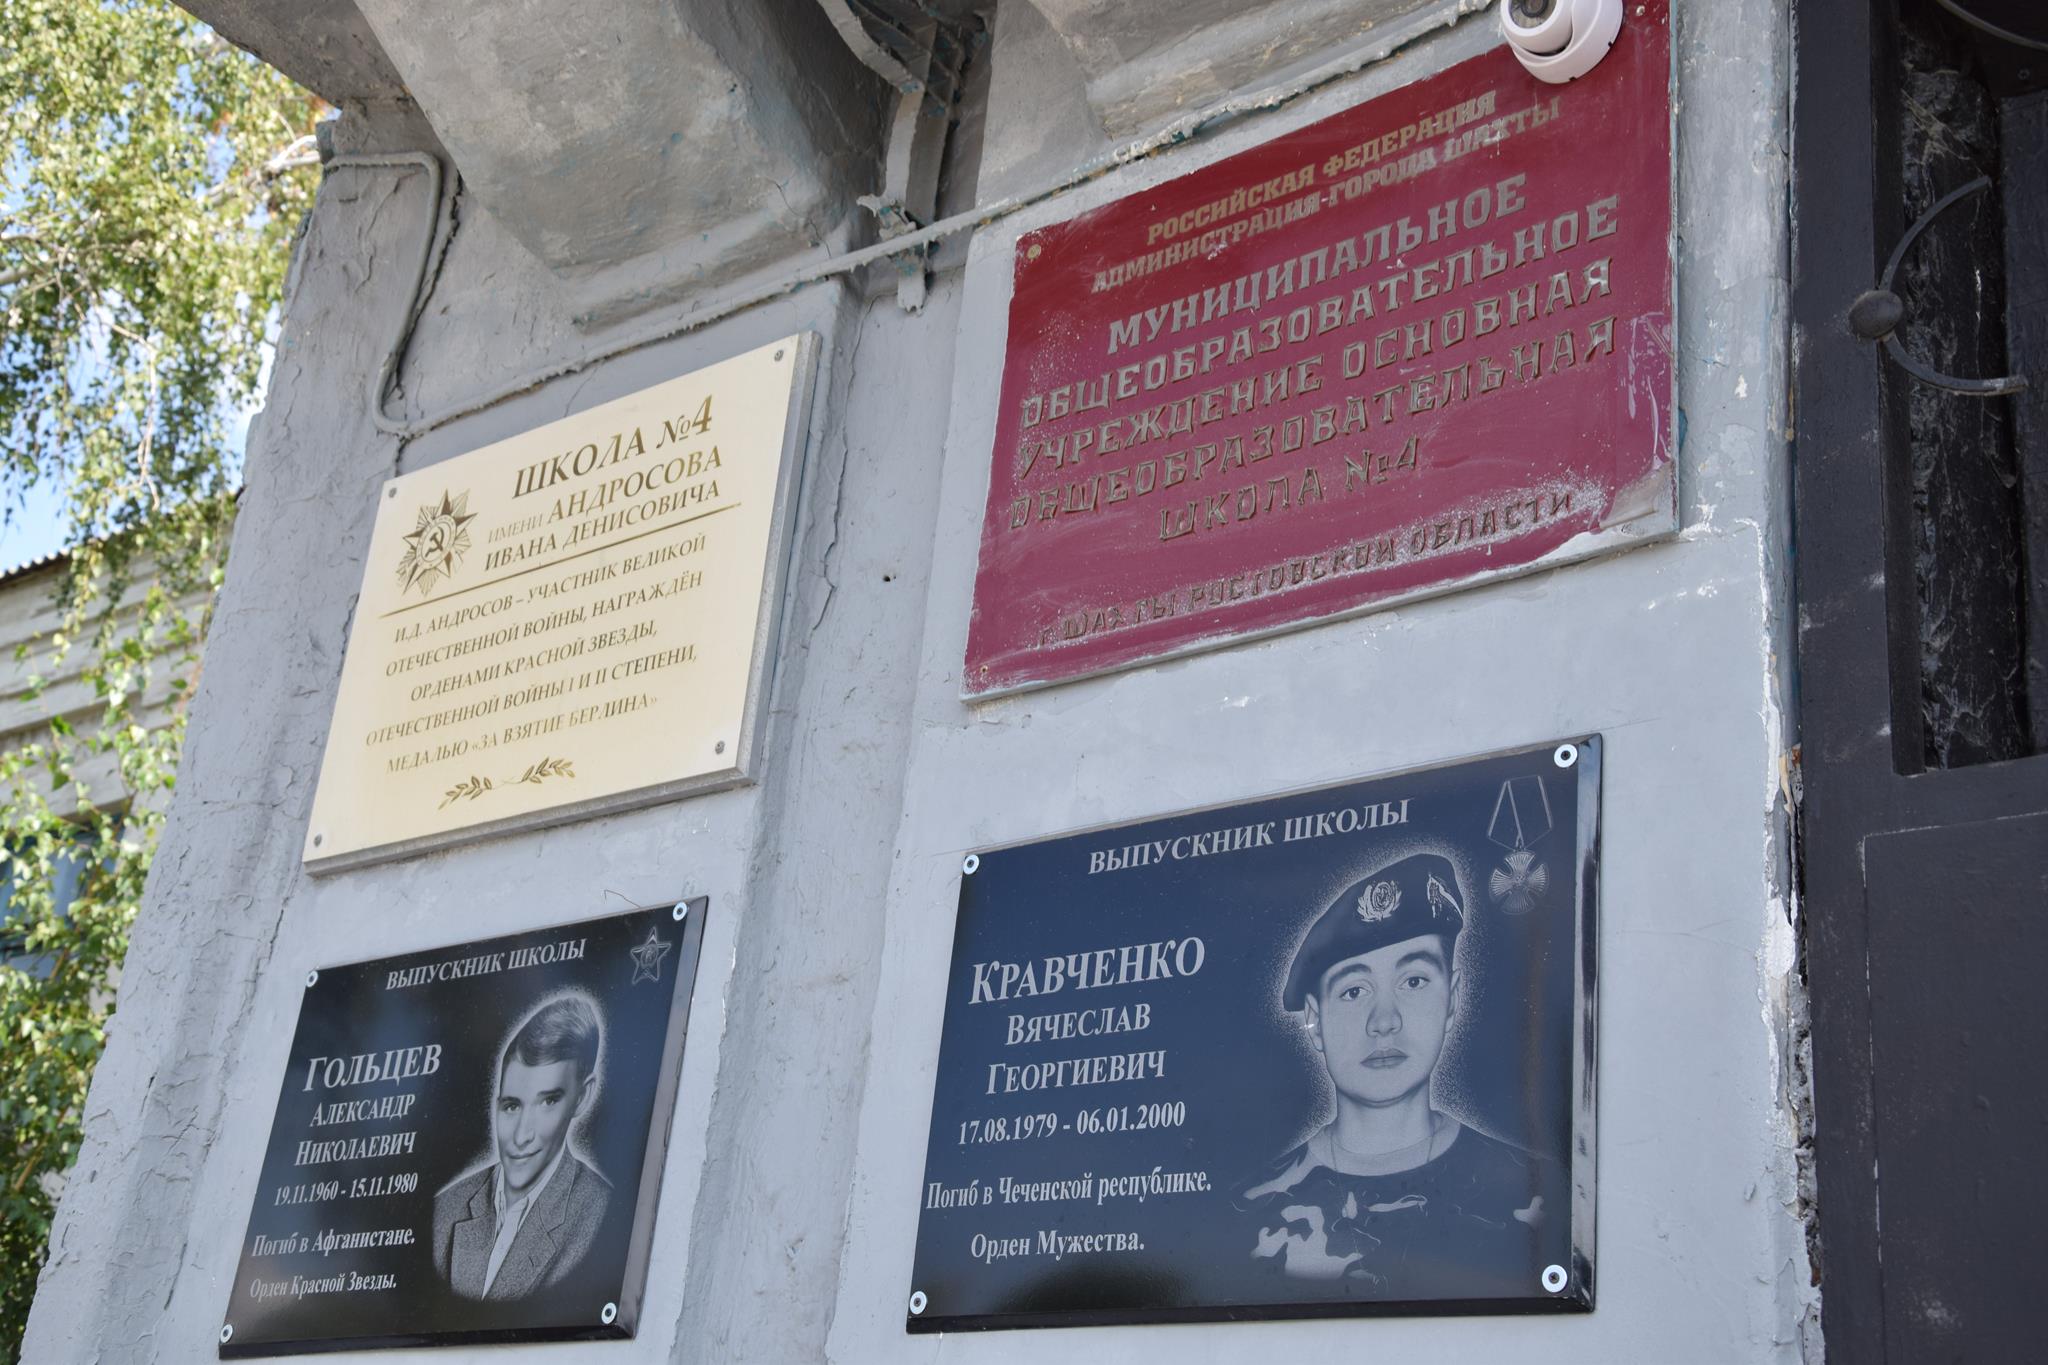 РОССИЙСКАЯ ФЕДЕРАЦИЯ
АДМИНИСТРАЦИЯ ГОРОДА ШАХТЫ
МУНИЦИПАЛЬНОЕ
ОБЩЕОБРАЗОВАТЕЛЬНОЕ
УЧРЕЖДЕНИЕ ОСНОВНАЯ
ОБЩЕОБРАЗОВАТЕЛЬНАЯ
ШКОЛА №4
г. ШАХТЫ РОСТОВСКОЙ ОБЛАСТИ
ШКОЛА №4
ИМЕНИ АНДРОСОВА
ИВАНА ДЕНИСОВИЧА
И.Д. АНДРОСОВ – УЧАСТНИК ВЕЛИКОЙ
ОТЕЧЕСТВЕННОЙ ВОЙНЫ, НАГРАЖДЁН
ОРДЕНАМИ КРАСНОЙ ЗВЕЗДЫ,
ОТЕЧЕСТВЕННОЙ ВОЙНЫ I И II СТЕПЕНИ,
МЕДАЛЬЮ «ЗА ВЗЯТИЕ БЕРЛИНА»
ВЫПУСКНИК ШКОЛЫ
ГОЛЬЦЕВ
АЛЕКСАНДР
НИКОЛАЕВИЧ
19.11.1960 - 15.11.1980
Погиб в Афганистане.
Орден Красной Звезды.
ВЫПУСКНИК ШКОЛЫ
КРАВЧЕНКО
ВЯЧЕСЛАВ
ГЕОРГИЕВИЧ
17.08.1979 - 06.01.2000
Погиб в Чеченской республике.
Орден Мужества.